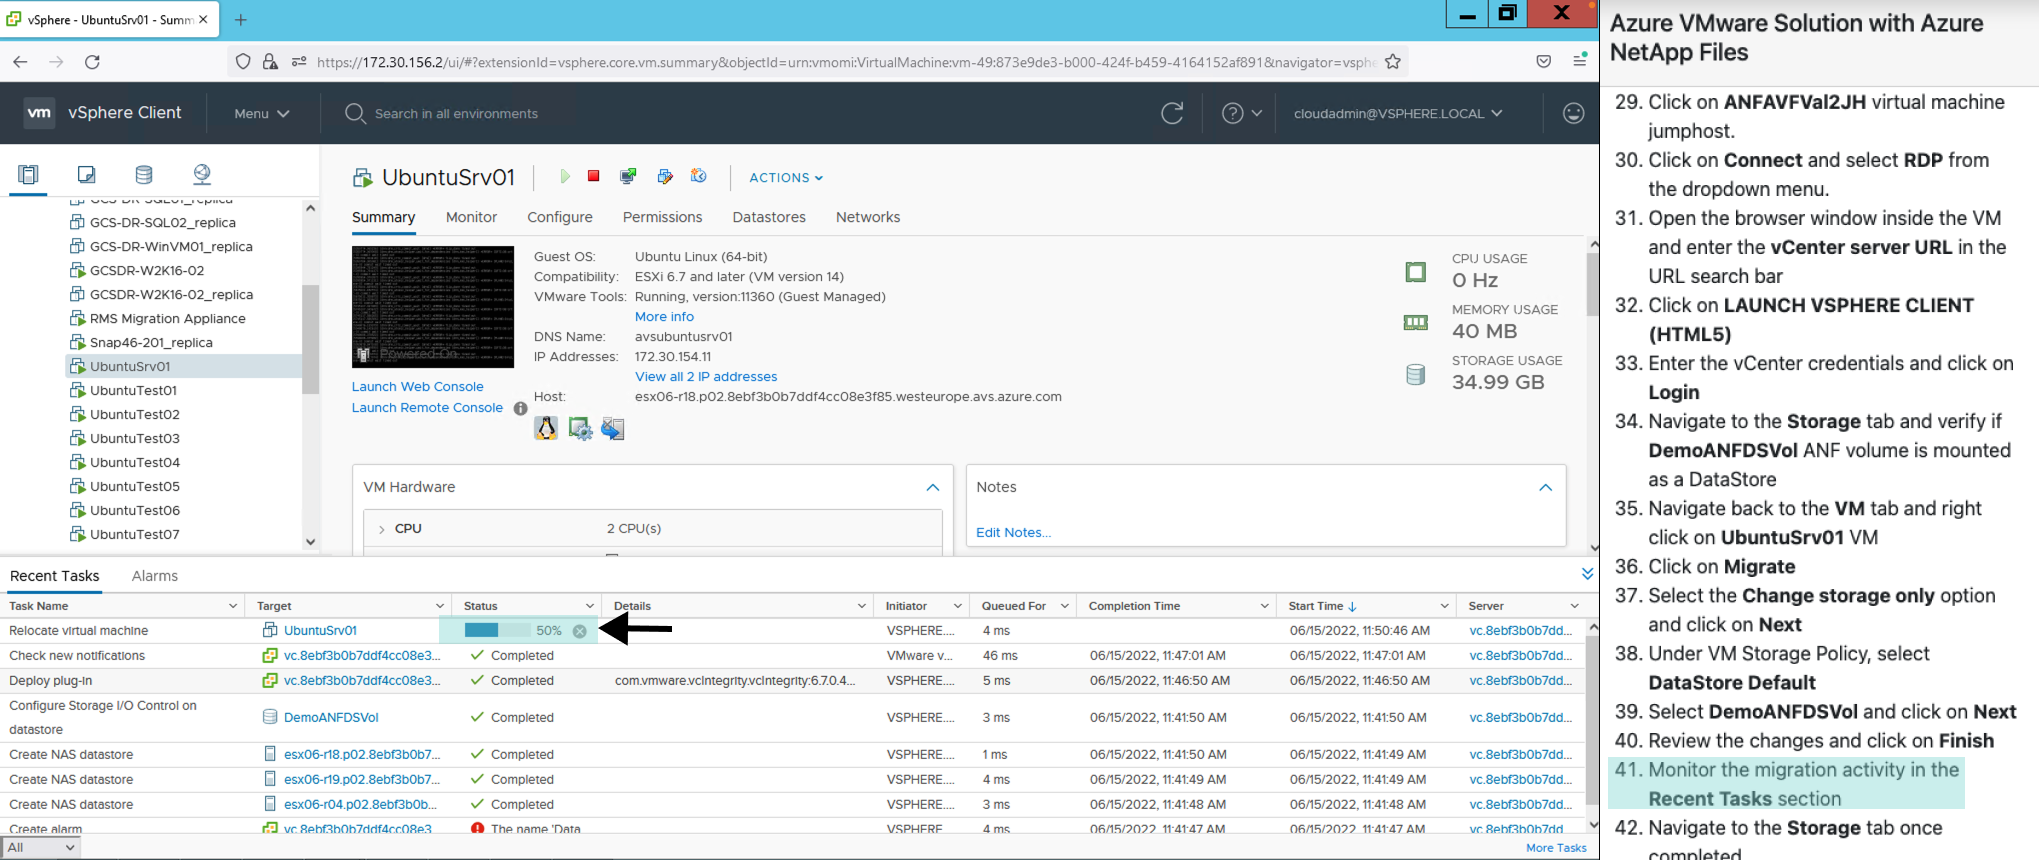 vSphere - UbuntuSrv01 - Summ
https://172.30.156.2/ui/#?extensionId=vsphere.core.vm.summary&objectId=urn:vmomi:VirtualMachine:vm-49:873e9de3-b000-424f-b459-4164152af891&navigator=vsphe
vm vSphere Client Menu Search in all environments cloudadmin@VSPHERE.LOCAL
GCS-DR-SQL01_replica
GCS-DR-SQL02_replica
GCS-DR-WinVM01_replica
GCSDR-W2K16-02
GCSDR-W2K16-02_replica
RMS Migration Appliance
Snap46-201_replica
UbuntuSrv01
UbuntuTest01
UbuntuTest02
UbuntuTest03
UbuntuTest04
UbuntuTest05
UbuntuTest06
UbuntuTest07
UbuntuSrv01 ACTIONS
Summary Monitor Configure Permissions Datastores Networks
Powered On
Launch Web Console
Launch Remote Console
Guest OS: Ubuntu Linux (64-bit)
Compatibility: ESXi 6.7 and later (VM version 14)
VMware Tools: Running, version:11360 (Guest Managed)
More info
DNS Name: avsubuntusrv01
IP Addresses: 172.30.154.11
View all 2 IP addresses
Host: esx06-r18.p02.8ebf3b0b7ddf4cc08e3f85.westeurope.avs.azure.com
CPU USAGE
0 Hz
MEMORY USAGE
40 MB
STORAGE USAGE
34.99 GB
VM Hardware
CPU 2 CPU(s)
Notes
Edit Notes...
Recent Tasks Alarms
Task Name Target Status Details Initiator Queued For Completion Time Start Time Server
Relocate virtual machine UbuntuSrv01 50% VSPHERE.... 4 ms 06/15/2022, 11:50:46 AM vc.8ebf3b0b7dd...
Check new notifications vc.8ebf3b0b7ddf4cc08e3... Completed VMware v... 46 ms 06/15/2022, 11:47:01 AM 06/15/2022, 11:47:01 AM vc.8ebf3b0b7dd...
Deploy plug-in vc.8ebf3b0b7ddf4cc08e3... Completed com.vmware.vcIntegrity.vcIntegrity:6.7.0.4... VSPHERE.... 5 ms 06/15/2022, 11:46:50 AM 06/15/2022, 11:46:50 AM vc.8ebf3b0b7dd...
Configure Storage I/O Control on
datastore DemoANFDSVol Completed VSPHERE.... 3 ms 06/15/2022, 11:41:50 AM 06/15/2022, 11:41:50 AM vc.8ebf3b0b7dd...
Create NAS datastore esx06-r18.p02.8ebf3b0b7... Completed VSPHERE.... 1 ms 06/15/2022, 11:41:50 AM 06/15/2022, 11:41:49 AM vc.8ebf3b0b7dd...
Create NAS datastore esx06-r19.p02.8ebf3b0b7... Completed VSPHERE.... 4 ms 06/15/2022, 11:41:49 AM 06/15/2022, 11:41:49 AM vc.8ebf3b0b7dd...
Create NAS datastore esx06-r04.p02.8ebf3b0b... Completed VSPHERE.... 3 ms 06/15/2022, 11:41:48 AM 06/15/2022, 11:41:48 AM vc.8ebf3b0b7dd...
Create alarm vc.8ebf3b0b7ddf4cc08e3 The name 'Data VSPHERE 4 ms 06/15/2022, 11:41:47 AM 06/15/2022, 11:41:47 AM vc.8ebf3b0b7dd
All More Tasks
Azure VMware Solution with Azure
NetApp Files
29. Click on ANFAVFVal2JH virtual machine
jumphost.
30. Click on Connect and select RDP from
the dropdown menu.
31. Open the browser window inside the VM
and enter the vCenter server URL in the
URL search bar
32. Click on LAUNCH VSPHERE CLIENT
(HTML5)
33. Enter the vCenter credentials and click on
Login
34. Navigate to the Storage tab and verify if
DemoANFDSVol ANF volume is mounted
as a DataStore
35. Navigate back to the VM tab and right
click on UbuntuSrv01 VM
36. Click on Migrate
37. Select the Change storage only option
and click on Next
38. Under VM Storage Policy, select
DataStore Default
39. Select DemoANFDSVol and click on Next
40. Review the changes and click on Finish
41. Monitor the migration activity in the
Recent Tasks section
42. Navigate to the Storage tab once
completed